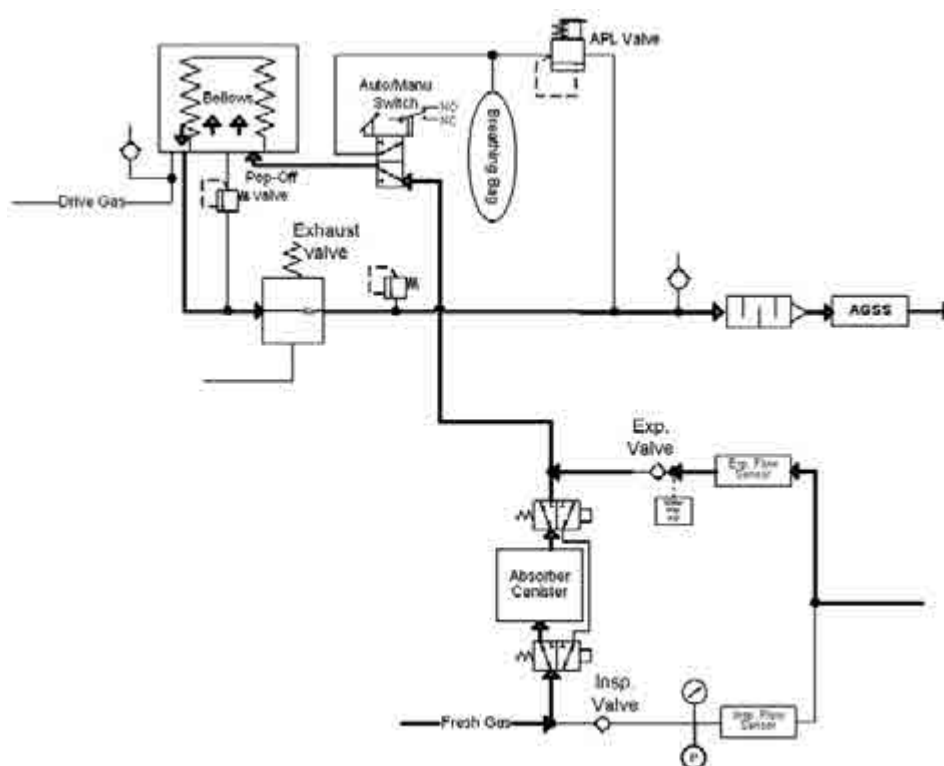 APL Valve
Auto/Manu
Switch
NO
NC
Bellows
Breathing Bag
Pop-Off
valve
Drive Gas
Exhaust
valve
AGSS
Exp.
Valve
Exp. Flow
Sensor
Absorber
Canister
Insp.
Valve
Fresh Gas
Insp. Flow
Sensor
P